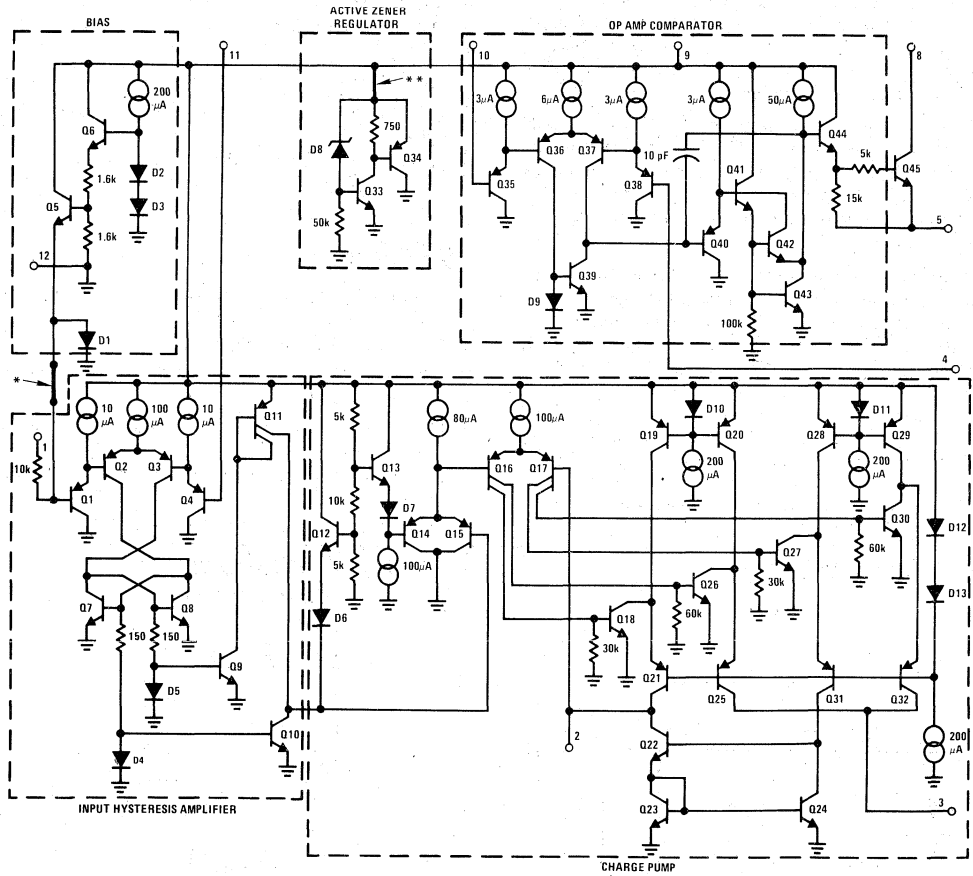 BIAS
ACTIVE ZENER
REGULATOR
OP AMP COMPARATOR
11
10
9
8
200
µA
* *
3µA
6µA
3µA
3µA
50µA
Q6
750
Q44
D8
Q34
Q36
Q37
10 pF
D2
5k
Q45
1.6k
Q41
Q35
Q38
Q5
D3
Q33
15k
1.6k
50k
5
12
Q40
Q42
Q39
D9
Q43
D1
100k
4
*
10
µA
100
µA
10
µA
Q11
5k
80µA
100µA
D10
D11
1
Q19
Q20
Q28
Q29
10k
Q2
Q3
Q13
Q16
Q17
200
µA
200
µA
Q1
Q4
10k
D7
Q30
Q12
Q14
Q15
D12
60k
5k
100µA
Q27
Q26
30k
Q7
Q8
D6
60k
D13
Q18
150
150
30k
Q9
D5
Q21
Q25
Q31
Q32
Q10
2
Q22
200
µA
D4
INPUT HYSTERESIS AMPLIFIER
Q23
Q24
3
CHARGE PUMP